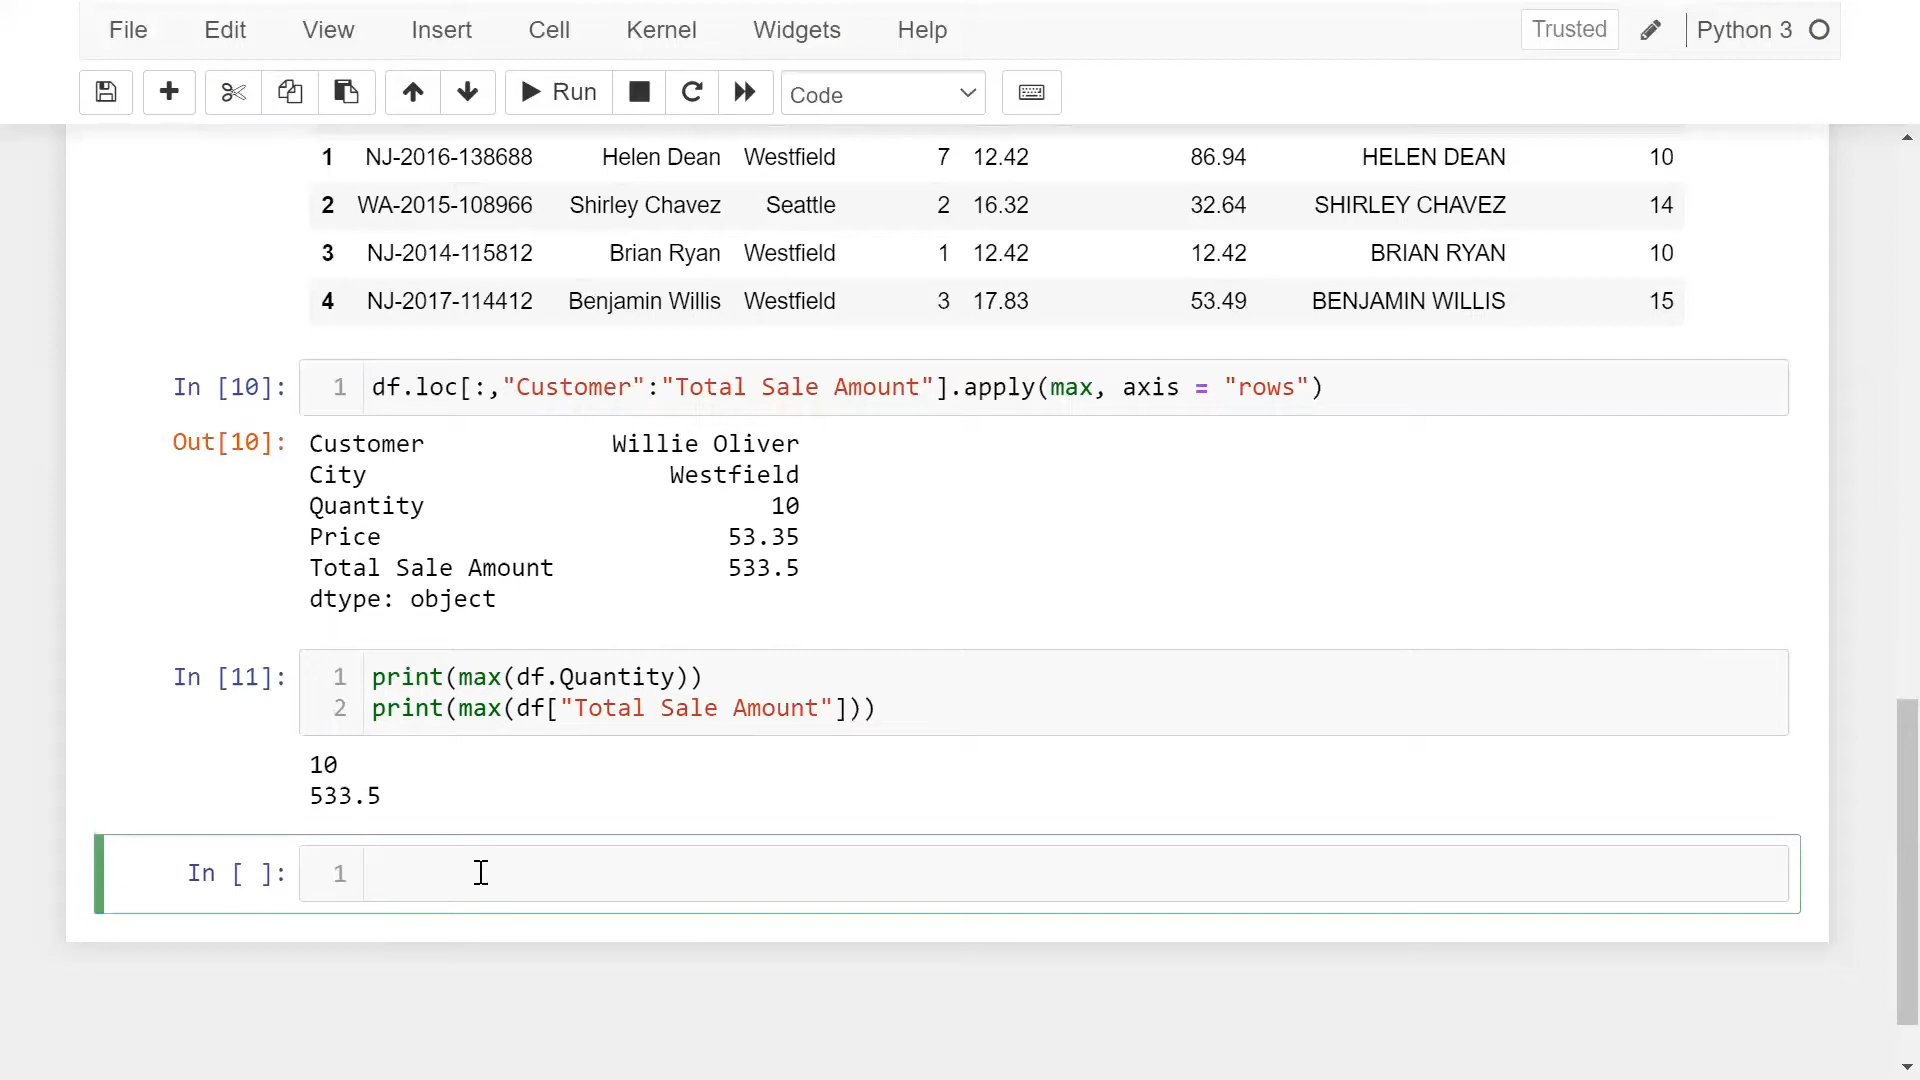 File Edit View Insert Cell Kernel Widgets Help Trusted Python 3
Run Code
1 NJ-2016-138688 Helen Dean Westfield 7 12.42 86.94 HELEN DEAN 10
2 WA-2015-108966 Shirley Chavez Seattle 2 16.32 32.64 SHIRLEY CHAVEZ 14
3 NJ-2014-115812 Brian Ryan Westfield 1 12.42 12.42 BRIAN RYAN 10
4 NJ-2017-114412 Benjamin Willis Westfield 3 17.83 53.49 BENJAMIN WILLIS 15
In [10]: 1 df.loc[:,"Customer":"Total Sale Amount"].apply(max, axis = "rows")
Out[10]: Customer Willie Oliver
City Westfield
Quantity 10
Price 53.35
Total Sale Amount 533.5
dtype: object
In [11]: 1 print(max(df.Quantity))
2 print(max(df["Total Sale Amount"]))
10
533.5
In [ ]: 1